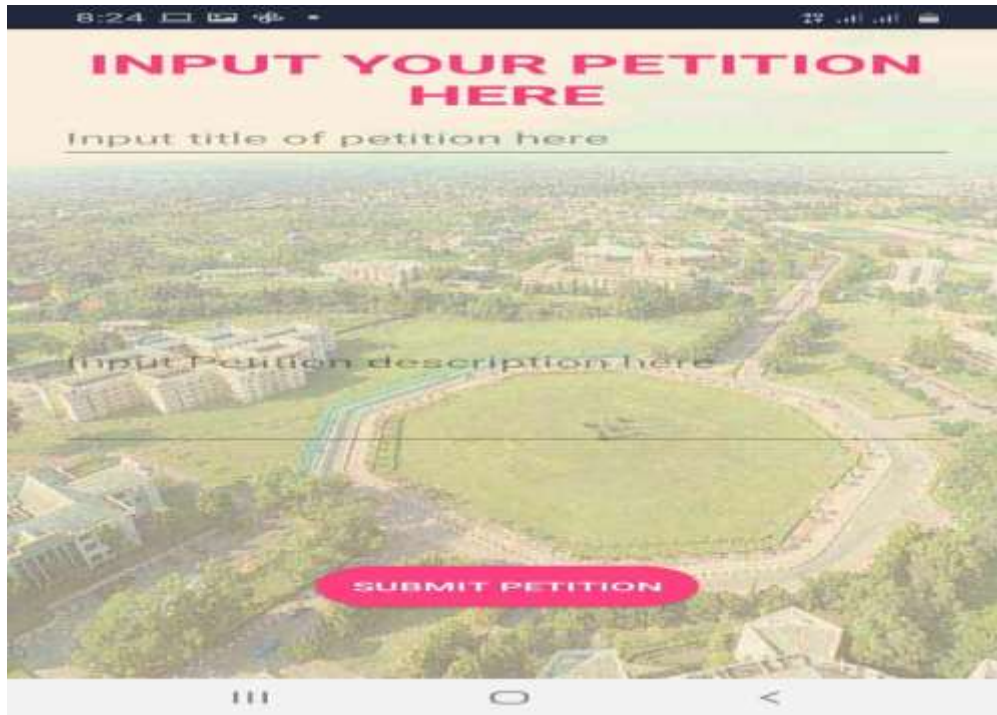 8:24
INPUT YOUR PETITION
HERE
Input title of petition here
Input Petition description here
SUBMIT PETITION